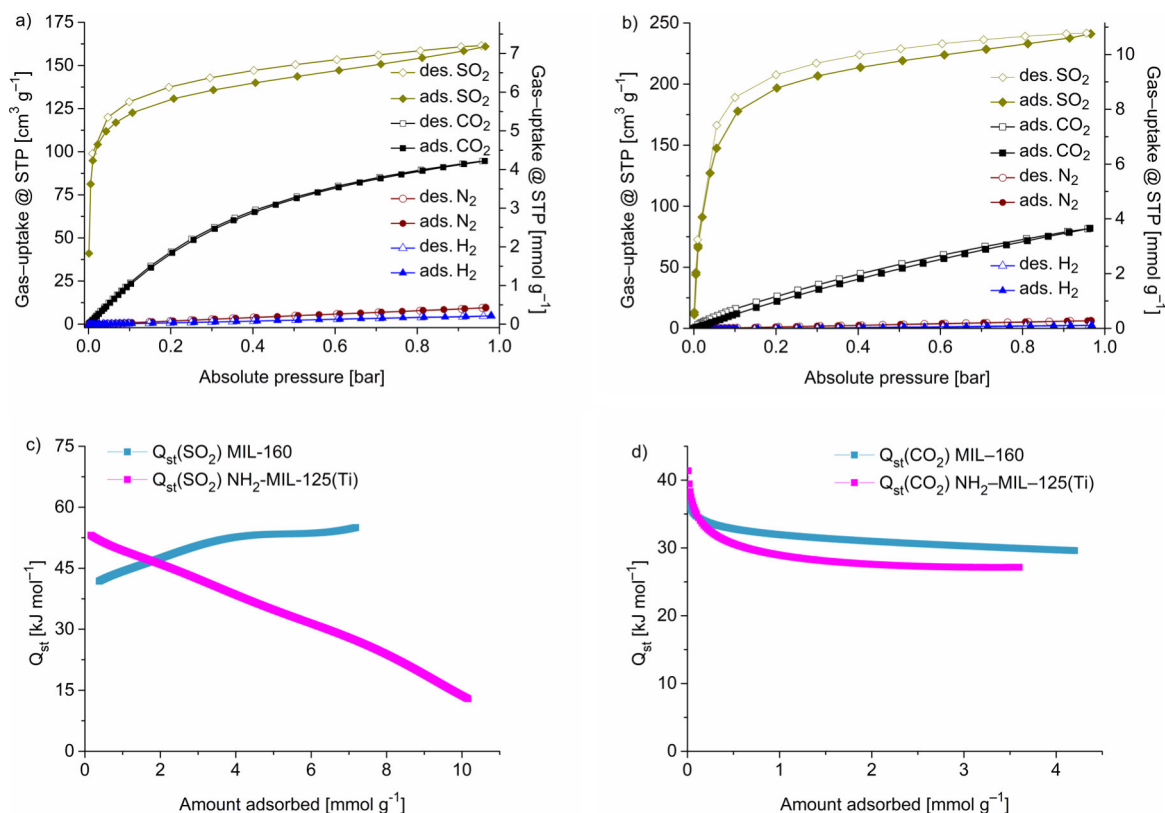 a)
175
150
125
100
75
50
25
0
Gas–uptake @ STP [cm³ g⁻¹]
des. SO₂
ads. SO₂
des. CO₂
ads. CO₂
des. N₂
ads. N₂
des. H₂
ads. H₂
7
6
5
4
3
2
1
0
Gas–uptake @ STP [mmol g⁻¹]
0.0 0.2 0.4 0.6 0.8 1.0
Absolute pressure [bar]
b)
250
200
150
100
50
0
Gas–uptake @ STP [cm³ g⁻¹]
des. SO₂
ads. SO₂
des. CO₂
ads. CO₂
des. N₂
ads. N₂
des. H₂
ads. H₂
10
8
6
4
2
0
Gas–uptake @ STP [mmol g⁻¹]
0.0 0.2 0.4 0.6 0.8 1.0
Absolute pressure [bar]
c)
75
60
45
30
15
0
Qst [kJ mol⁻¹]
Qst(SO₂) MIL-160
Qst(SO₂) NH₂-MIL-125(Ti)
0 2 4 6 8 10
Amount adsorbed [mmol g⁻¹]
d)
40
30
20
10
0
Qst [kJ mol⁻¹]
Qst(CO₂) MIL–160
Qst(CO₂) NH₂–MIL–125(Ti)
0 1 2 3 4
Amount adsorbed [mmol g⁻¹]